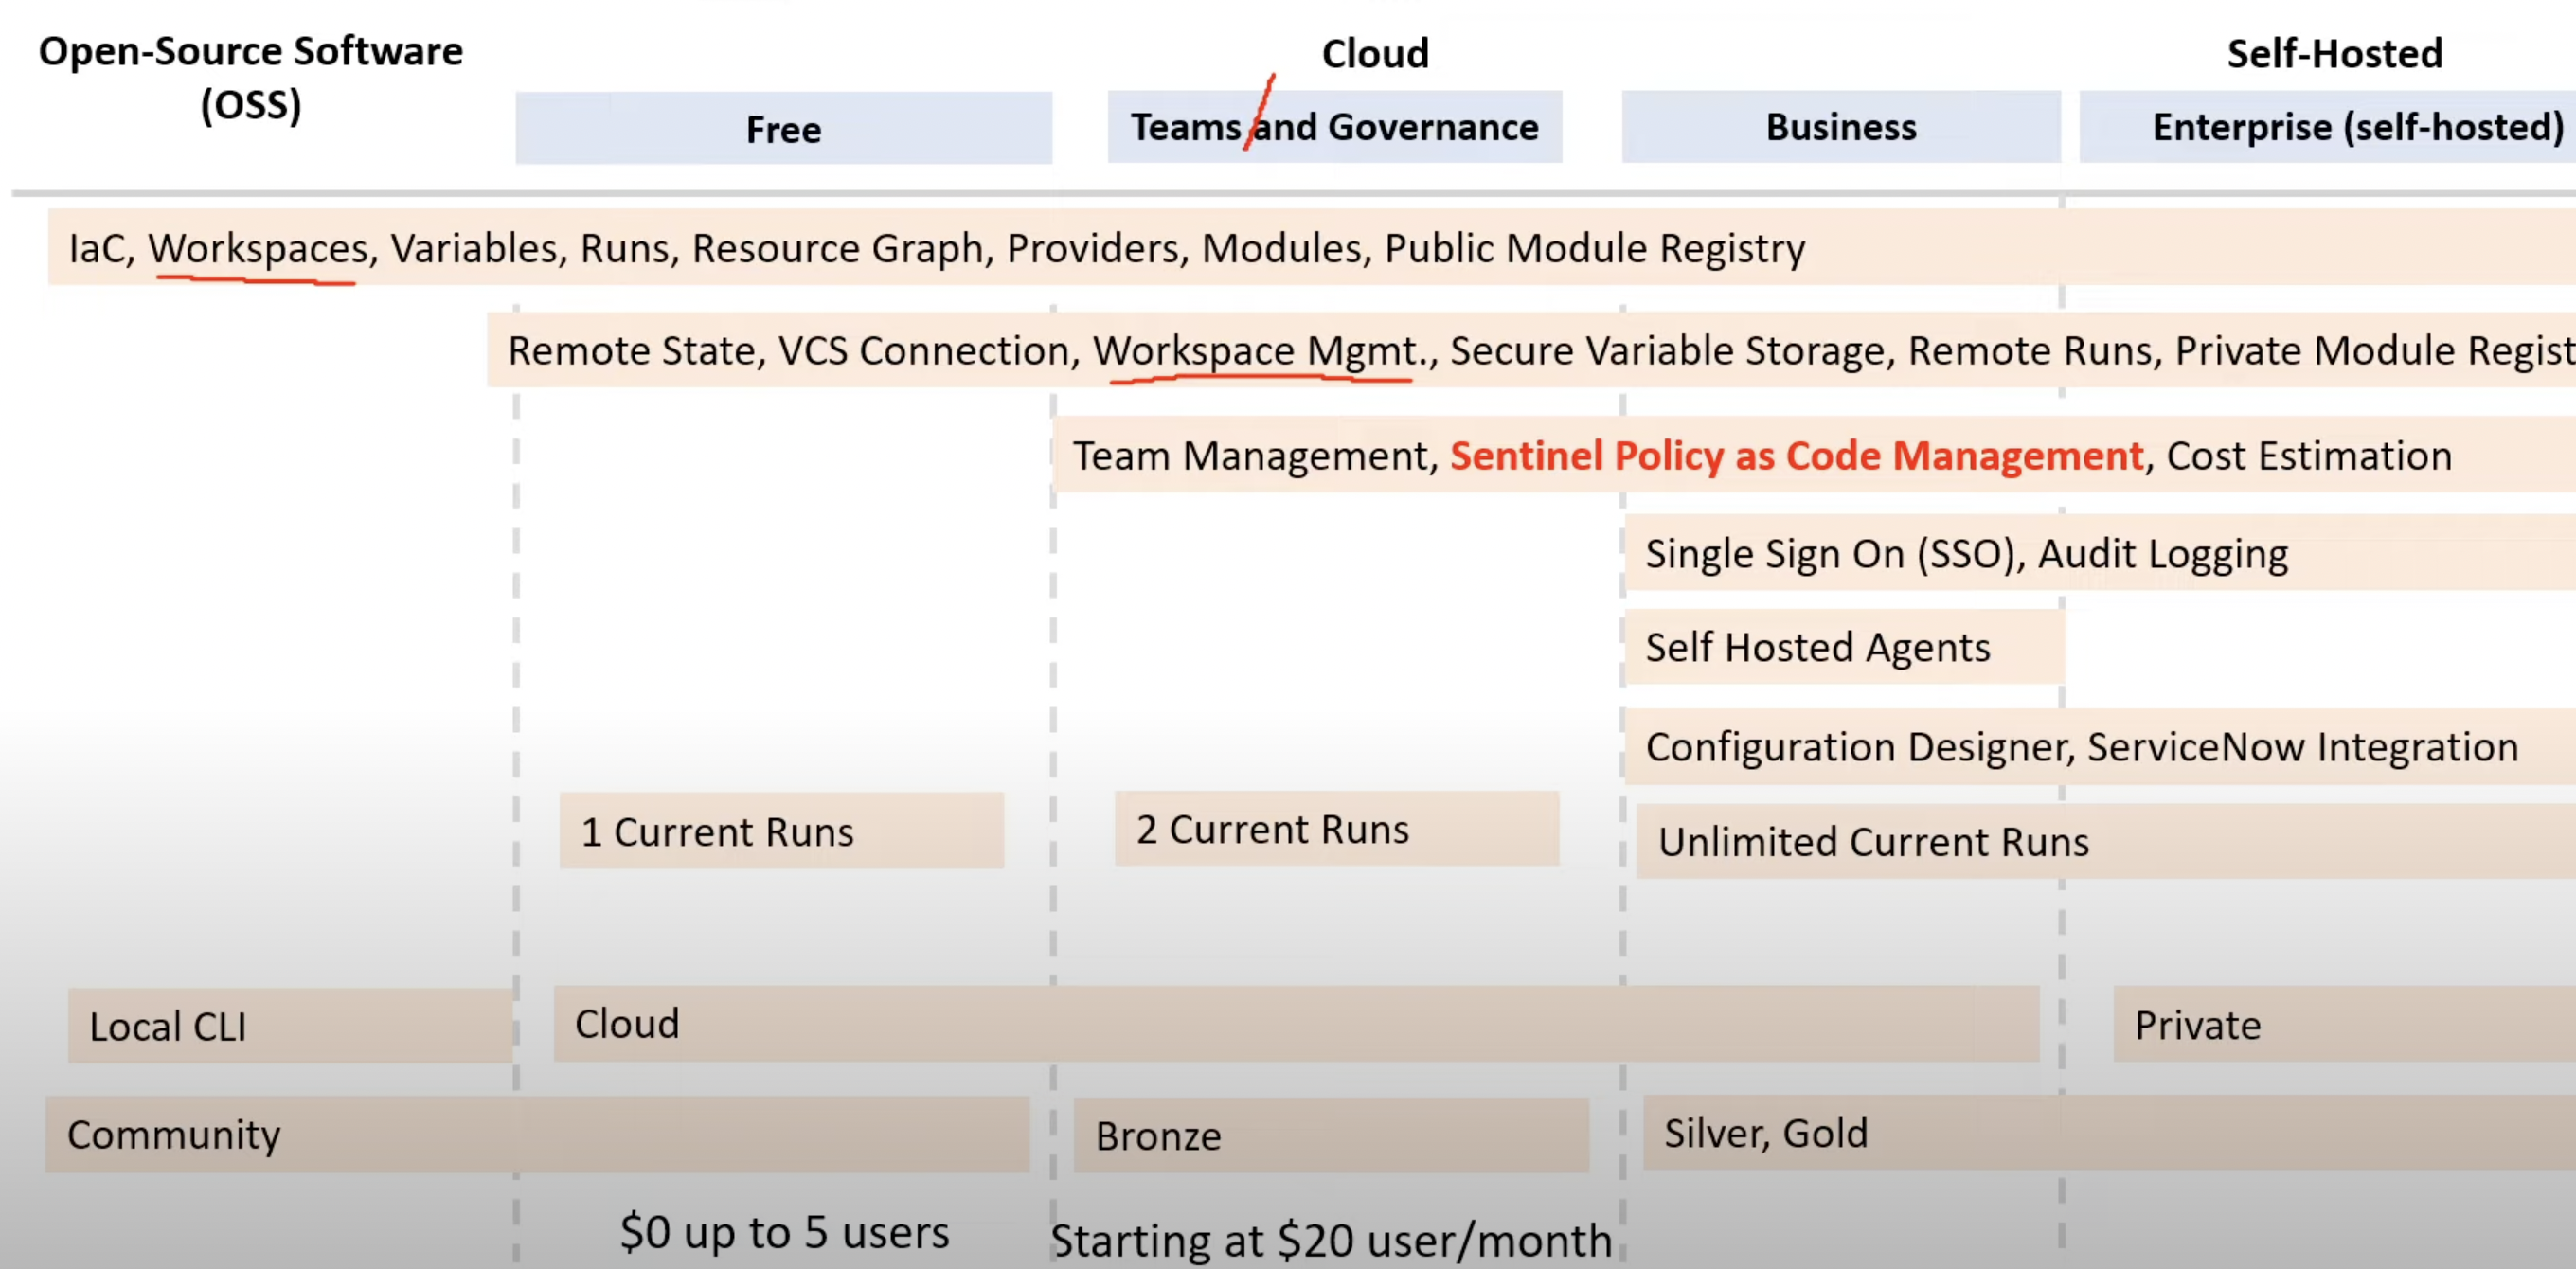 Open-Source Software
(OSS)
Cloud
Self-Hosted
Free
Teams and Governance
Business
Enterprise (self-hosted)
IaC, Workspaces, Variables, Runs, Resource Graph, Providers, Modules, Public Module Registry
Remote State, VCS Connection, Workspace Mgmt., Secure Variable Storage, Remote Runs, Private Module Regist
Team Management, Sentinel Policy as Code Management, Cost Estimation
Single Sign On (SSO), Audit Logging
Self Hosted Agents
Configuration Designer, ServiceNow Integration
1 Current Runs
2 Current Runs
Unlimited Current Runs
Local CLI
Cloud
Private
Community
Bronze
Silver, Gold
$0 up to 5 users
Starting at $20 user/month